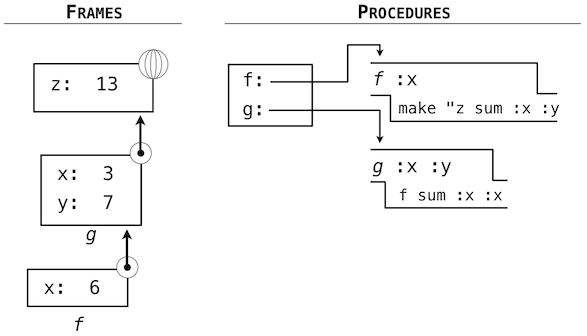 FRAMES
z: 13
x: 3
y: 7
g
x: 6
f
PROCEDURES
f:
g:
f :x
make "z sum :x :y
g :x :y
f sum :x :x